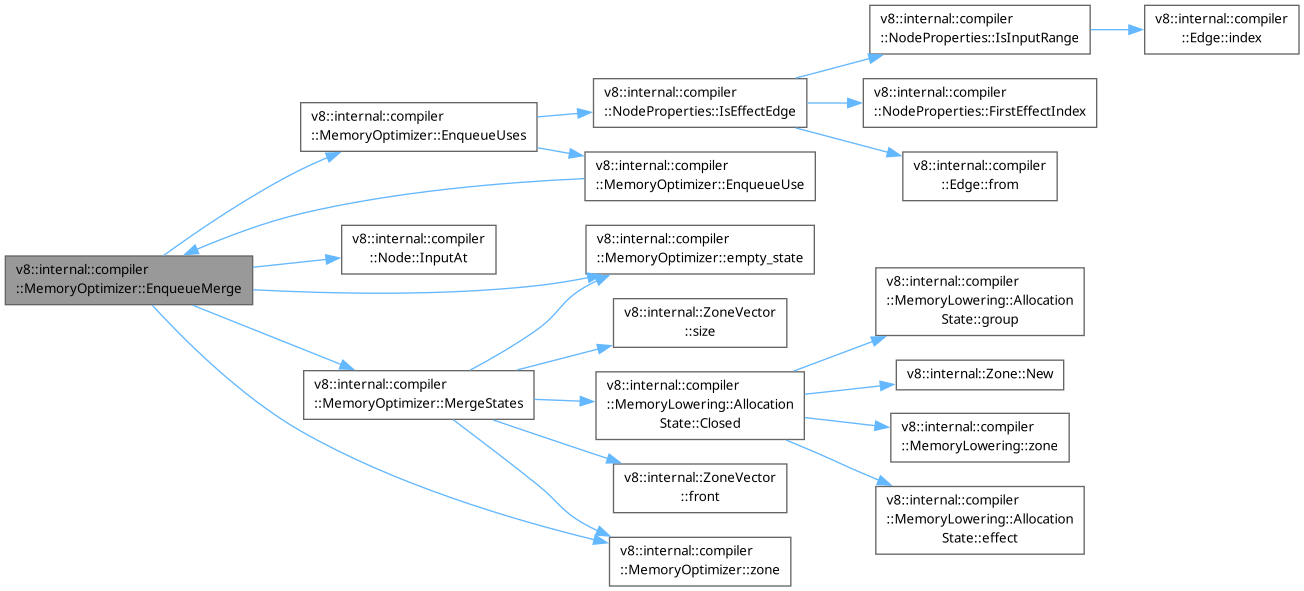 v8::internal::compiler
::MemoryOptimizer::EnqueueMerge
v8::internal::compiler
::MemoryOptimizer::EnqueueUses
v8::internal::compiler
::Node::InputAt
v8::internal::compiler
::MemoryOptimizer::MergeStates
v8::internal::compiler
::NodeProperties::IsEffectEdge
v8::internal::compiler
::MemoryOptimizer::EnqueueUse
v8::internal::compiler
::MemoryOptimizer::empty_state
v8::internal::ZoneVector
::size
v8::internal::compiler
::MemoryLowering::Allocation
State::Closed
v8::internal::ZoneVector
::front
v8::internal::compiler
::MemoryOptimizer::zone
v8::internal::compiler
::NodeProperties::IsInputRange
v8::internal::compiler
::NodeProperties::FirstEffectIndex
v8::internal::compiler
::Edge::from
v8::internal::compiler
::MemoryLowering::Allocation
State::group
v8::internal::Zone::New
v8::internal::compiler
::MemoryLowering::zone
v8::internal::compiler
::MemoryLowering::Allocation
State::effect
v8::internal::compiler
::Edge::index